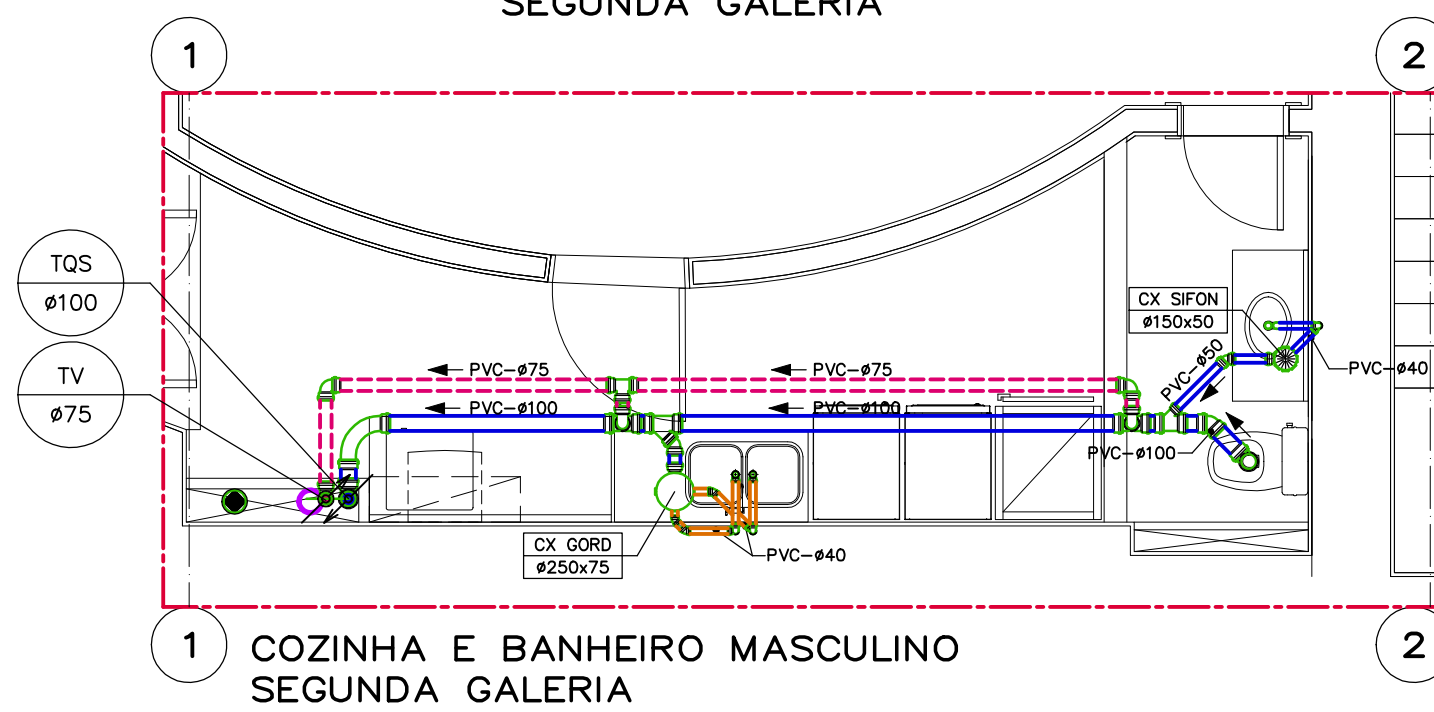 SEGUNDA GALERIA
1
2
TQS
ø100
CX SIFON
ø150x50
TV
ø75
PVC-ø75
PVC-ø75
PVC-ø50
PVC-ø40
PVC-ø100
PVC-ø100
PVC-ø100
CX GORD
ø250x75
PVC-ø40
1
2
COZINHA E BANHEIRO MASCULINO
SEGUNDA GALERIA